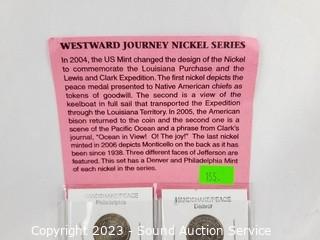 WESTWARD JOURNEY NICKEL SERIES
In 2004, the US Mint changed the design of the Nickel
to commemorate the Louisiana Purchase and the
Lewis and Clark Expedition. The first nickel depicts the
peace medal presented to Native American chiefs as
tokens of goodwill. The second is a view of the
keelboat in full sail that transported the Expedition
through the Louisiana Territory. In 2005, the American
bison returned to the coin and the second one is a
scene of the Pacific Ocean and a phrase from Clark's
journal, "Ocean in View! O! The joy!" The last nickel
minted in 2006 depicts Monticello on the back as it has
been since 1938. Three different faces of Jefferson are
featured. This set has a Denver and Philadelphia Mint
of each nickel in the series.
155
HANDSHAKE/PEACE
Philadelphia
HANDSHAKE/PEACE
Denver
Copyright 2023 - Sound Auction Service